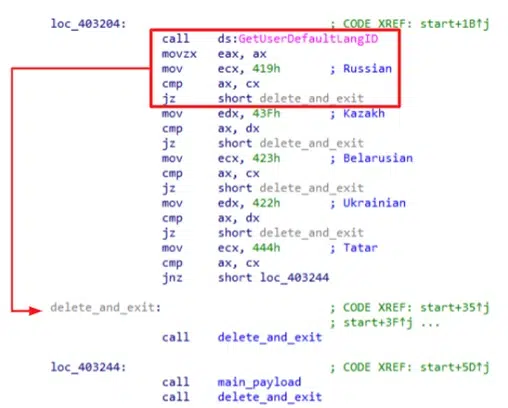 loc_403204: ; CODE XREF: start+1B↑j
call ds:GetUserDefaultLangID
movzx eax, ax
mov ecx, 419h ; Russian
cmp ax, cx
jz short delete_and_exit
mov edx, 43Fh ; Kazakh
cmp ax, dx
jz short delete_and_exit
mov ecx, 423h ; Belarusian
cmp ax, cx
jz short delete_and_exit
mov edx, 422h ; Ukrainian
cmp ax, dx
jz short delete_and_exit
mov ecx, 444h ; Tatar
cmp ax, cx
jnz short loc_403244
delete_and_exit: ; CODE XREF: start+35↑j
; start+3F↑j ...
call delete_and_exit
loc_403244: ; CODE XREF: start+5D↑j
call main_payload
call delete_and_exit